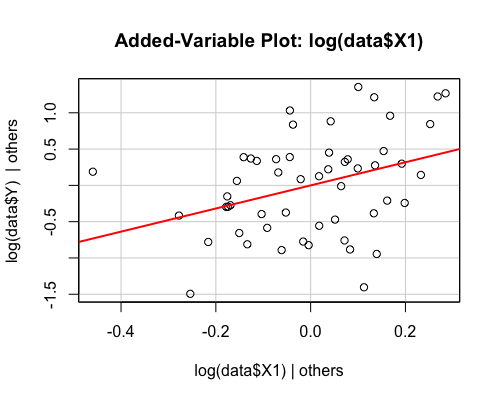 Added-Variable Plot: log(data$X1)
log(data$Y) | others
1.0
0.5
-0.5
-1.5
-0.4
-0.2
0.0
0.2
log(data$X1) | others